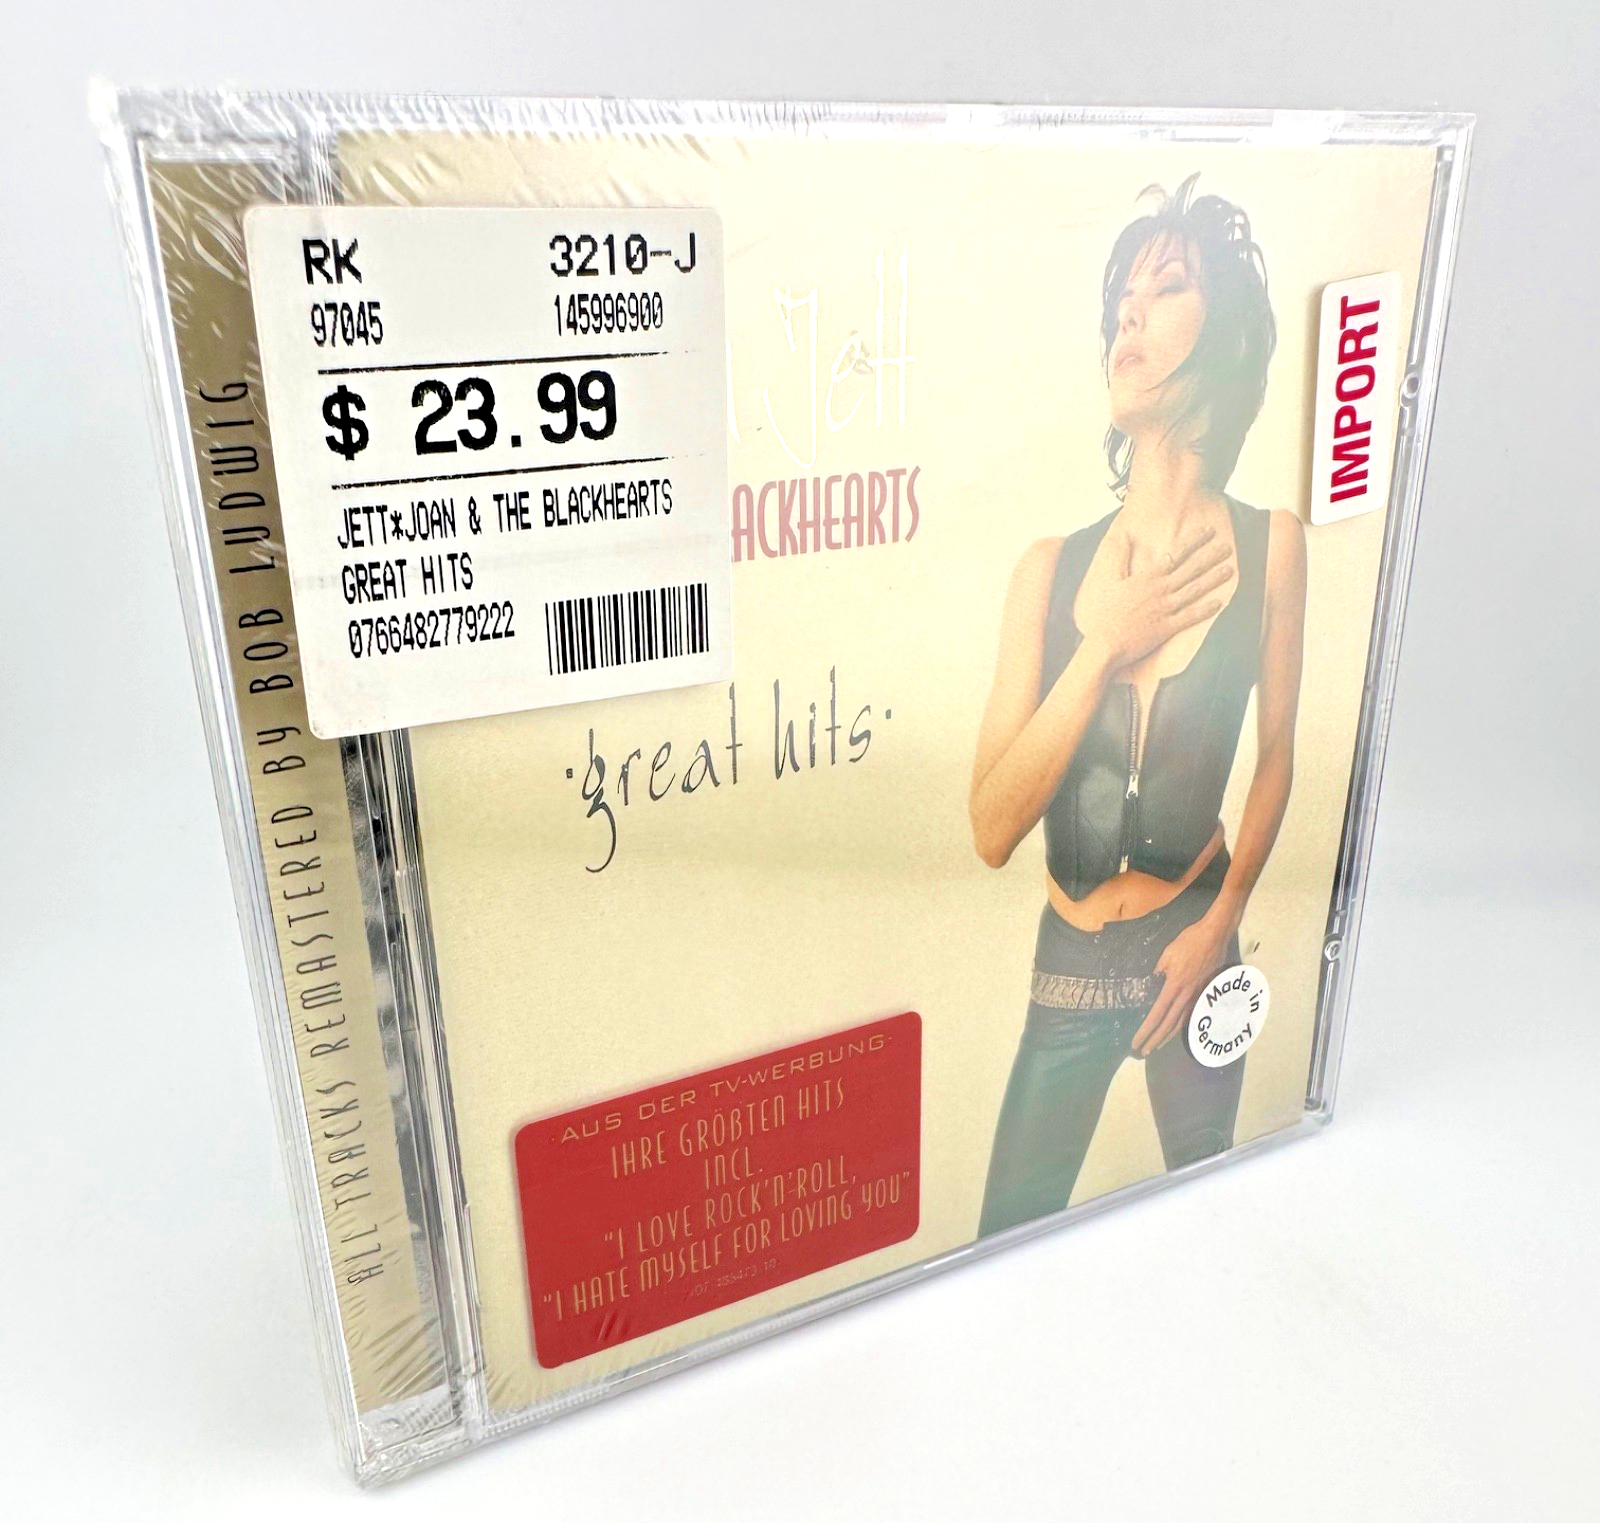 RK 3210-J
97045 145996900
$ 23.99
JETT*JOAN & THE BLACKHEARTS
GREAT HITS
0766482779222
Jett
ACKHEARTS
·great hits·
IMPORT
Made in Germany
·AUS DER TV-WERBUNG·
IHRE GRÖßTEN HITS
INCL.
"I LOVE ROCK'N'ROLL,
"I HATE MYSELF FOR LOVING YOU"
ALL TRACKS REMASTERED BY BOB LUDWIG